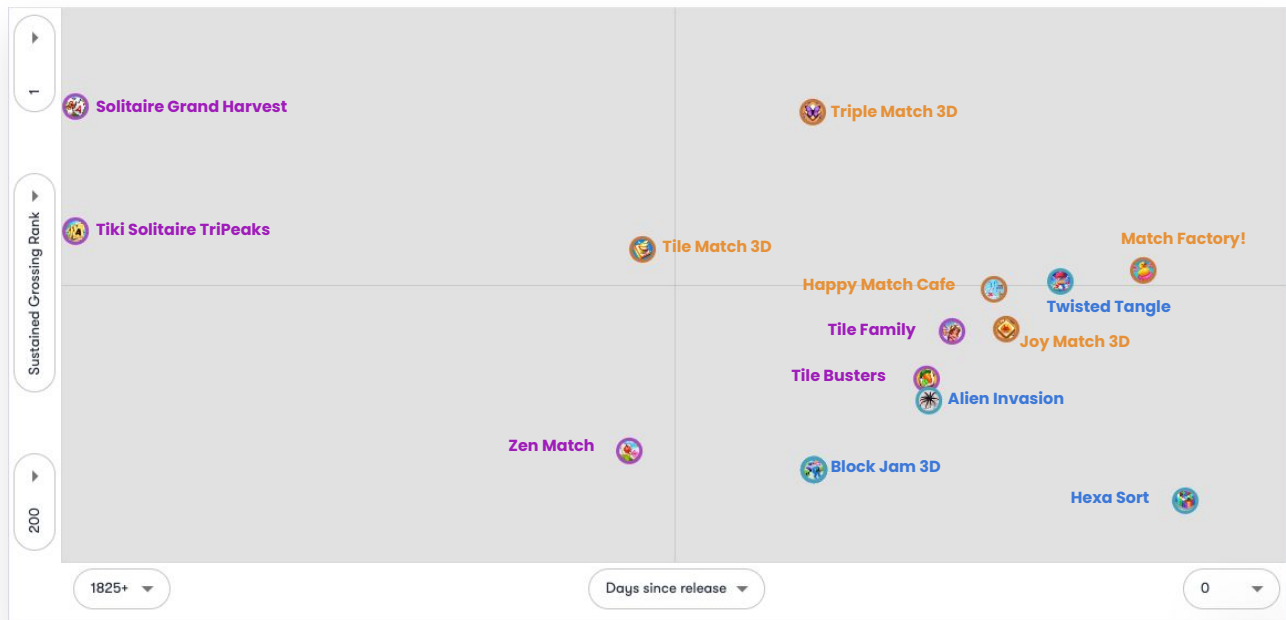 1
Solitaire Grand Harvest
Triple Match 3D
Tiki Solitaire TriPeaks
Match Factory!
Tile Match 3D
Happy Match Cafe
Twisted Tangle
Tile Family
Joy Match 3D
Sustained Grossing Rank
Tile Busters
Alien Invasion
Zen Match
Block Jam 3D
Hexa Sort
200
1825+
Days since release
0